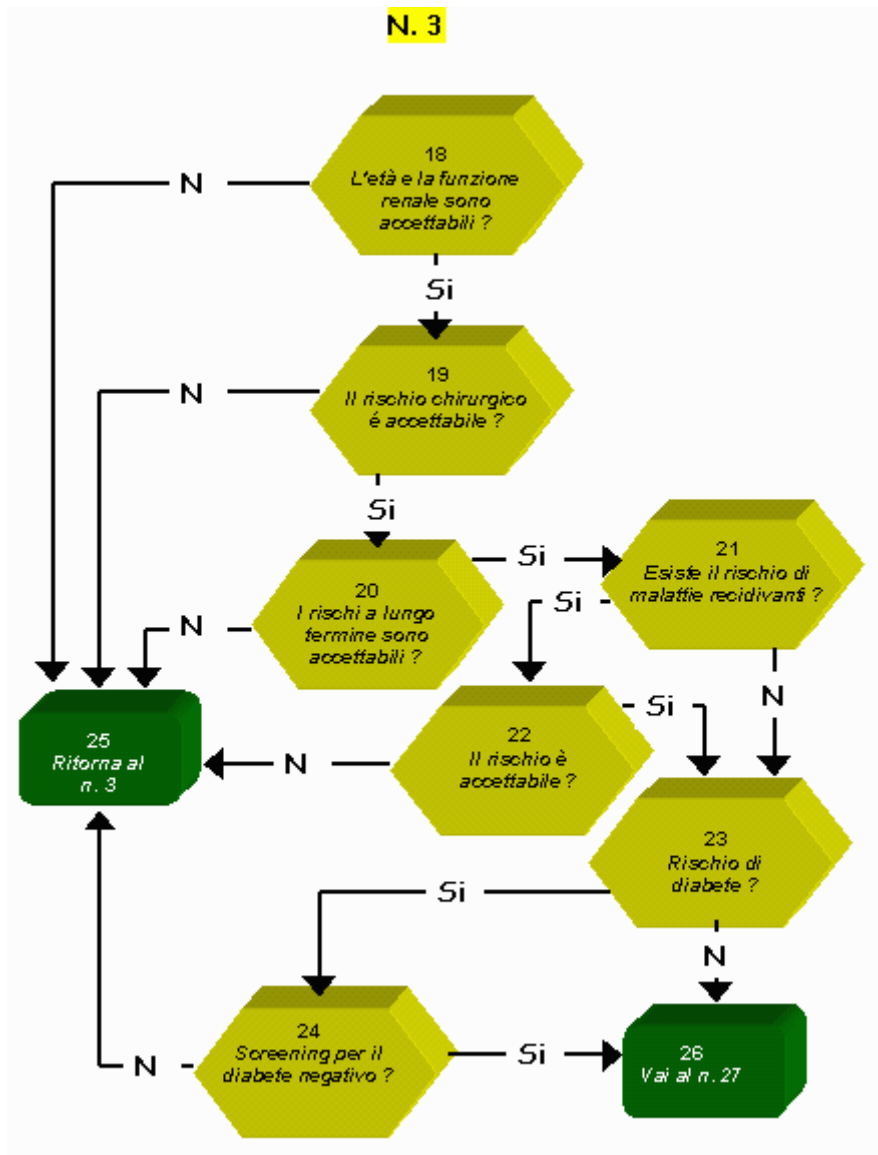 N. 3
18
L'età e la funzione
renale sono
accettabili ?
N
Si
19
Il rischio chirurgico
é accettabile ?
N
Si
20
I rischi a lungo
termine sono
accettabili ?
Si
21
Esiste il rischio di
malattie recidivanti ?
N
Si
N
22
Il rischio è
accettabile ?
Si
25
Ritorna al
n. 3
N
23
Rischio di
diabete ?
Si
N
24
Screening per il
diabete negativo ?
N
Si
26
Vai al n. 27